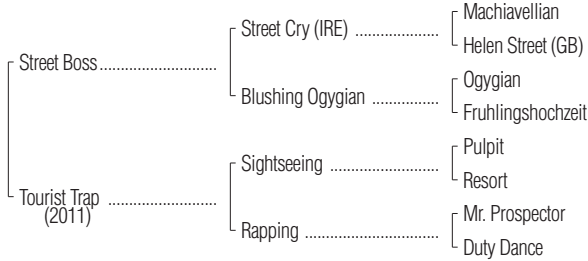 Machiavellian
Street Cry (IRE) ....................
Helen Street (GB)
Street Boss............................
Ogygian
Blushing Ogygian ................
Fruhlingshochzeit
Pulpit
Sightseeing ..........................
Resort
Tourist Trap ..........................
(2011)
Mr. Prospector
Rapping ................................
Duty Dance